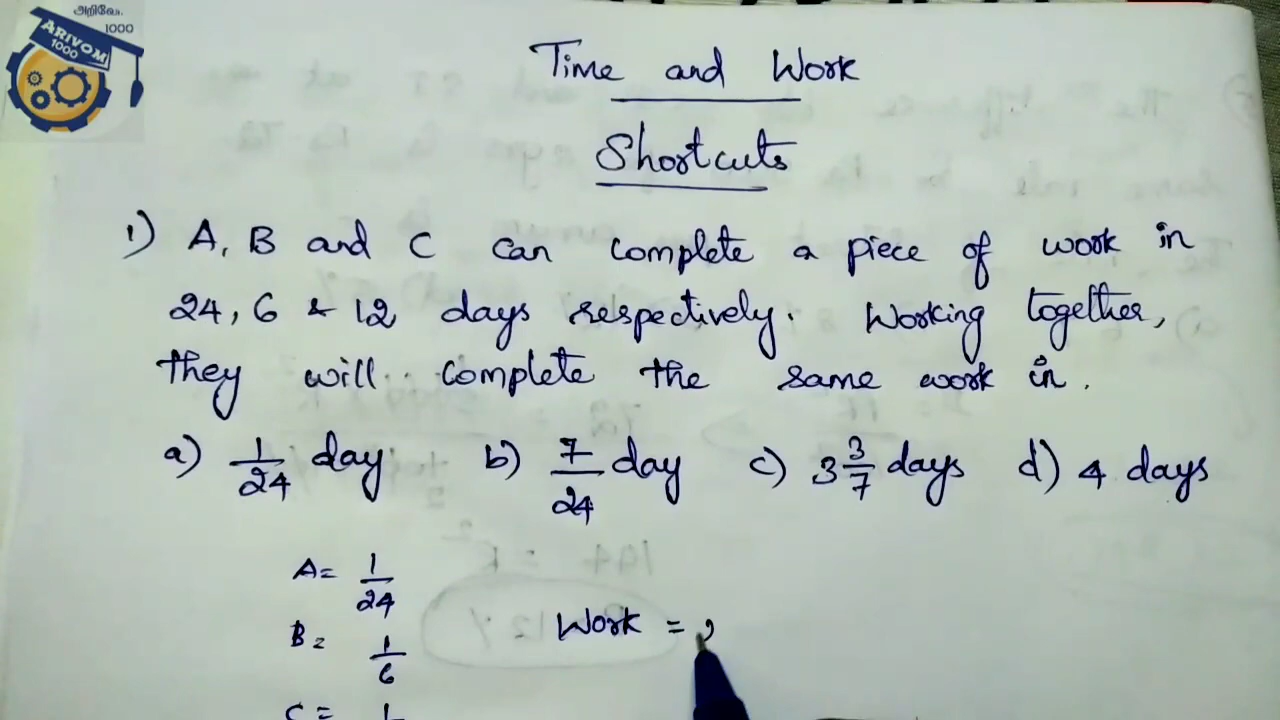 அறிவோம்.
1000
ARIVOM
1000
Time and Work
Shortcuts
1) A, B and C can complete a piece of work in
24, 6 & 12 days respectively. Working together,
they will complete the same work in.
a) 1/24 day b) 7/24 day c) 3 3/7 days d) 4 days
A= 1/24
B= 1/6
Work =
C= 1